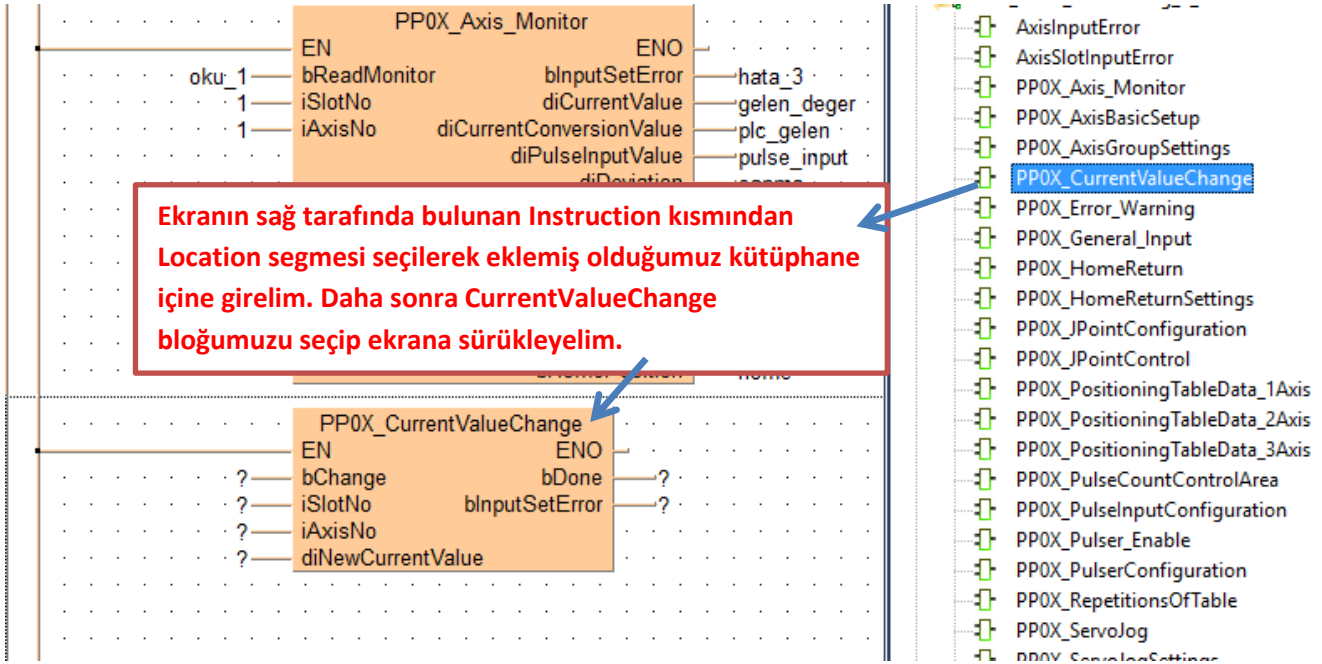 PP0X_Axis_Monitor
EN ENO
oku_1 bReadMonitor bInputSetError hata_3
1 iSlotNo diCurrentValue gelen_deger
1 iAxisNo diCurrentConversionValue plc_gelen
diPulseInputValue pulse_input
Ekranın sağ tarafında bulunan Instruction kısmından
Location segmesi seçilerek eklemiş olduğumuz kütüphane
içine girelim. Daha sonra CurrentValueChange
bloğumuzu seçip ekrana sürükleyelim.
PP0X_CurrentValueChange
EN ENO
? bChange bDone ?
? iSlotNo bInputSetError ?
? iAxisNo
? diNewCurrentValue
AxisInputError
AxisSlotInputError
PP0X_Axis_Monitor
PP0X_AxisBasicSetup
PP0X_AxisGroupSettings
PP0X_CurrentValueChange
PP0X_Error_Warning
PP0X_General_Input
PP0X_HomeReturn
PP0X_HomeReturnSettings
PP0X_JPointConfiguration
PP0X_JPointControl
PP0X_PositioningTableData_1Axis
PP0X_PositioningTableData_2Axis
PP0X_PositioningTableData_3Axis
PP0X_PulseCountControlArea
PP0X_PulseInputConfiguration
PP0X_Pulser_Enable
PP0X_PulserConfiguration
PP0X_RepetitionsOfTable
PP0X_ServoJog
PP0X_ServoJogSettings